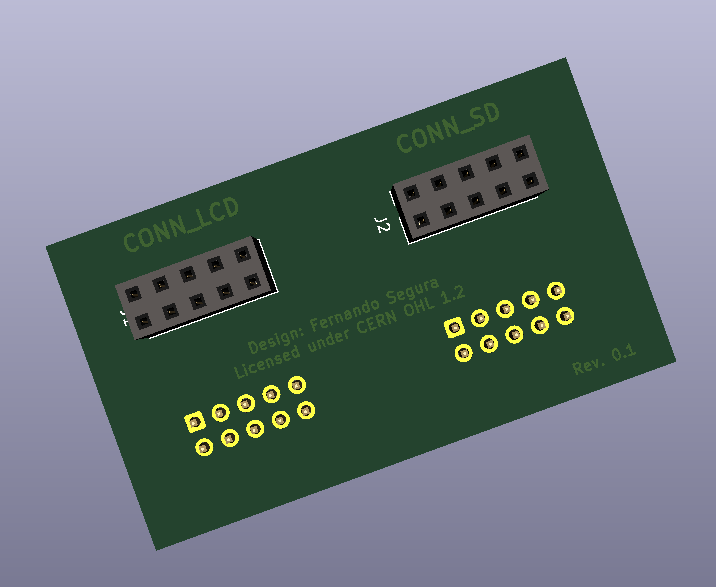 CONN_SD
J2
CONN_LCD
Design: Fernando Segura
Licensed under CERN OHL 1.2
Rev. 0.1